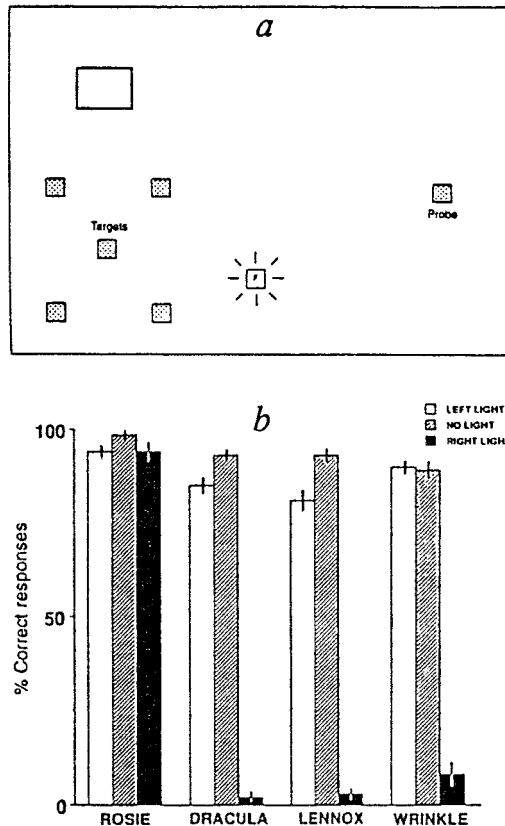 a
Targets
Probe
b
LEFT LIGHT
NO LIGHT
RIGHT LIGH
100
50
0
% Correct responses
ROSIE DRACULA LENNOX WRINKLE